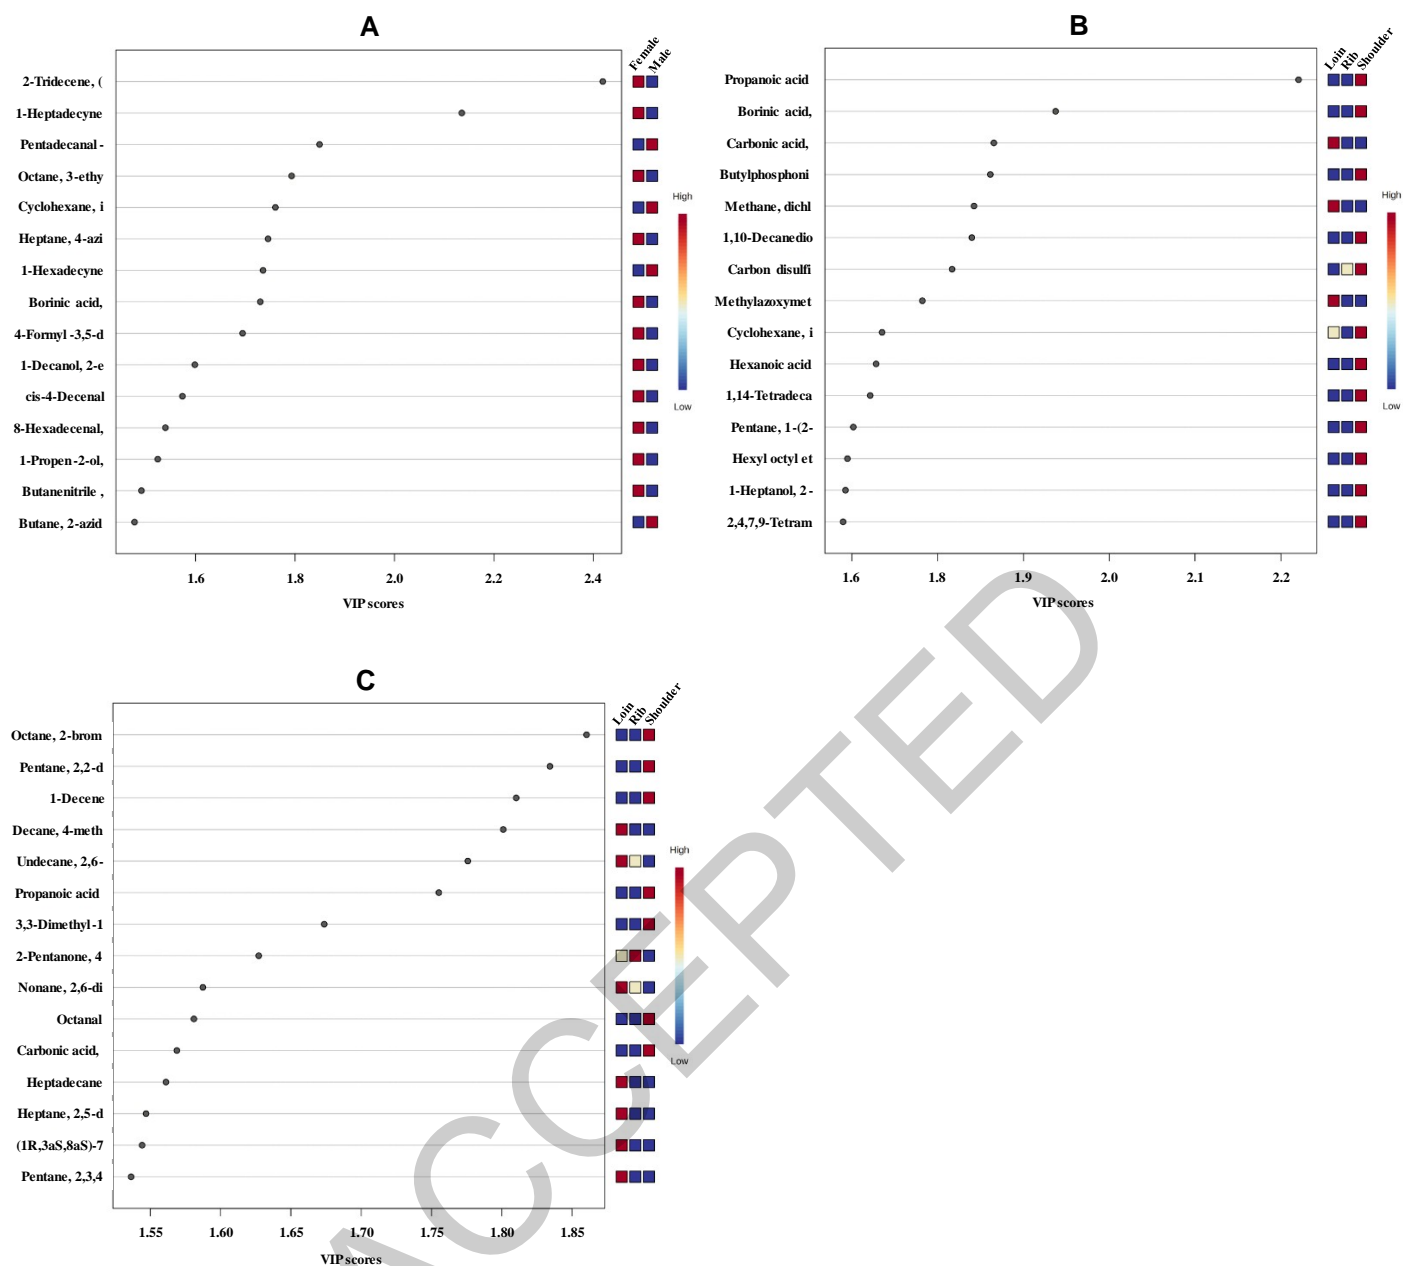 A
Female
Male
2-Tridecene, (
1-Heptadecyne
Pentadecanal -
Octane, 3-ethy
Cyclohexane, i
Heptane, 4-azi
1-Hexadecyne
Borinic acid,
4-Formyl-3,5-d
1-Decanol, 2-e
cis-4-Decenal
8-Hexadecenal,
1-Propen-2-ol,
Butanenitrile ,
Butane, 2-azid
1.6 1.8 2.0 2.2 2.4
VIP scores
High
Low
B
Loin
Rib
Shoulder
Propanoic acid
Borinic acid,
Carbonic acid,
Butylphosphoni
Methane, dichl
1,10-Decanedio
Carbon disulfi
Methylazoxymet
Cyclohexane, i
Hexanoic acid
1,14-Tetradeca
Pentane, 1-(2-
Hexyl octyl et
1-Heptanol, 2-
2,4,7,9-Tetram
1.6 1.8 1.9 2.0 2.1 2.2
VIP scores
High
Low
C
Loin
Rib
Shoulder
Octane, 2-brom
Pentane, 2,2-d
1-Decene
Decane, 4-meth
Undecane, 2,6-
Propanoic acid
3,3-Dimethyl-1
2-Pentanone, 4
Nonane, 2,6-di
Octanal
Carbonic acid,
Heptadecane
Heptane, 2,5-d
(1R,3aS,8aS)-7
Pentane, 2,3,4
1.55 1.60 1.65 1.70 1.75 1.80 1.85
VIP scores
High
Low
ACCEPTED